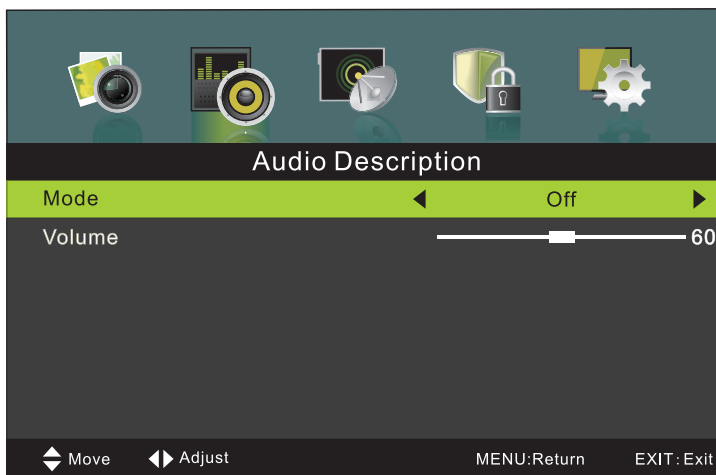 Audio Description
Mode Off
Volume 60
Move Adjust MENU:Return EXIT:Exit